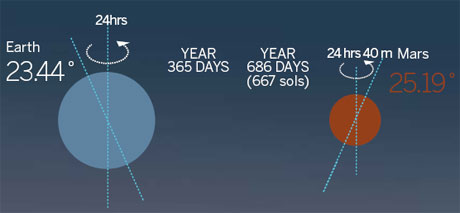 24hrs
Earth
23.44°
YEAR
365 DAYS
YEAR
686 DAYS
(667 sols)
24 hrs 40 m
Mars
25.19°